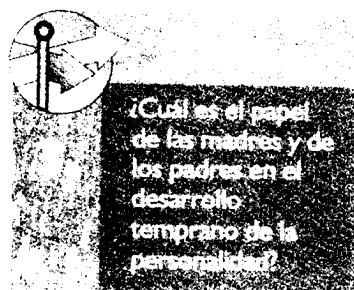 ¿Cuál es el papel
de las madres y de
los padres en el
desarrollo
temprano de la
personalidad?